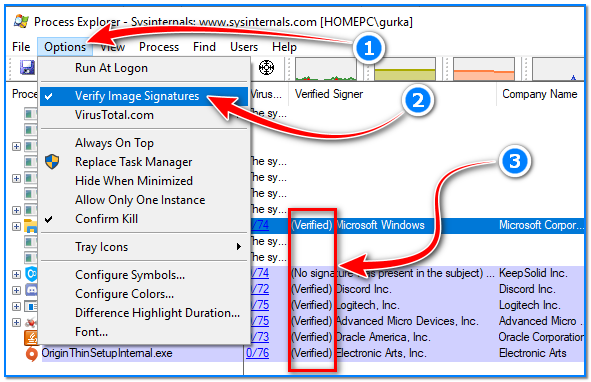 Process Explorer - Sysinternals: www.sysinternals.com [HOMEPC\gurka]
File Options View Process Find Users Help
1
Run At Logon
Verify Image Signatures
VirusTotal.com
Always On Top
Replace Task Manager
Hide When Minimized
Allow Only One Instance
Confirm Kill
Tray Icons
Configure Symbols...
Configure Colors...
Difference Highlight Duration...
Font...
Proce
Virus... Verified Signer Company Name
2
The sy...
3
The sy...
The sy...
/74 (Verified) Microsoft Windows Microsoft Corpor...
The sy...
The sy...
0/74 (No signature was present in the subject) ... KeepSolid Inc.
0/72 (Verified) Discord Inc. Discord Inc.
0/75 (Verified) Logitech, Inc. Logitech, Inc.
0/75 (Verified) Advanced Micro Devices, Inc. Advanced Micro D...
0/73 (Verified) Oracle America, Inc. Oracle Corporation
OriginThinSetupInternal.exe 0/76 (Verified) Electronic Arts, Inc. Electronic Arts